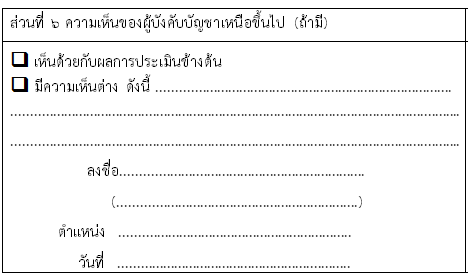 ส่วนที่ ๖ ความเห็นของผู้บังคับบัญชาเหนือขึ้นไป (ถ้ามี)
❑ เห็นด้วยกับผลการประเมินข้างต้น
❑ มีความเห็นต่าง ดังนี้ ..........................................................................
................................................................................................................
................................................................................................................
ลงชื่อ.............................................................
(.............................................................)
ตำแหน่ง ..........................................................
วันที่ ..........................................................